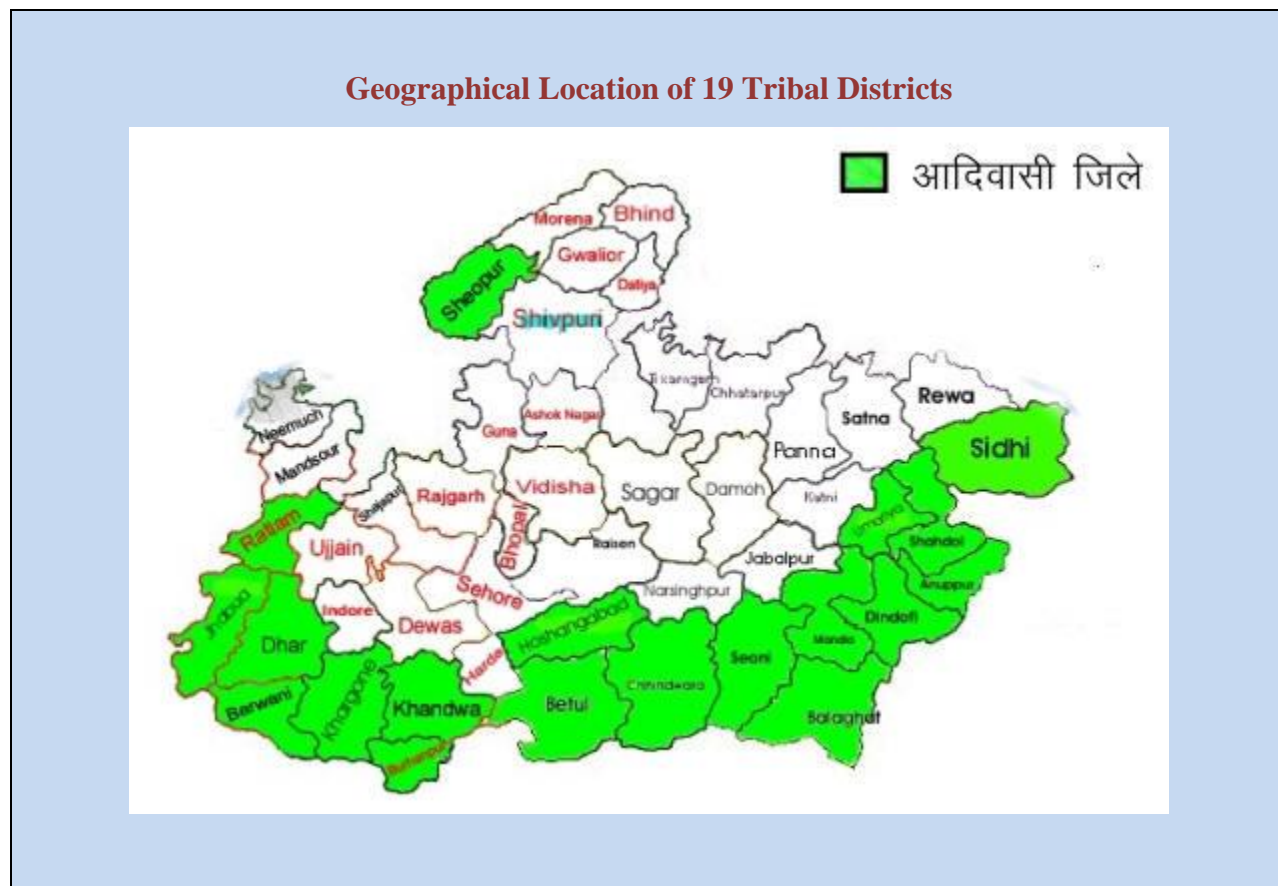 Geographical Location of 19 Tribal Districts
आदिवासी जिले
Morena
Bhind
Gwalior
Datiya
Sheopur
Shivpuri
Tikamgarh
Chhatarpur
Rewa
Satna
Neemuch
Ashok Nagar
Guna
Panna
Sidhi
Mandsour
Vidisha
Sagar
Damoh
Katni
Rajgarh
Shajapur
Ratlam
Umariya
Bhopal
Shahdol
Ujjain
Raisen
Jabalpur
Anuppur
Sehore
Narsinghpur
Jhabua
Indore
Dewas
Hoshangabad
Dindori
Dhar
Mandla
Harda
Seoni
Barwani
Khargone
Khandwa
Betul
Chhindwara
Balaghat
Burhanpur